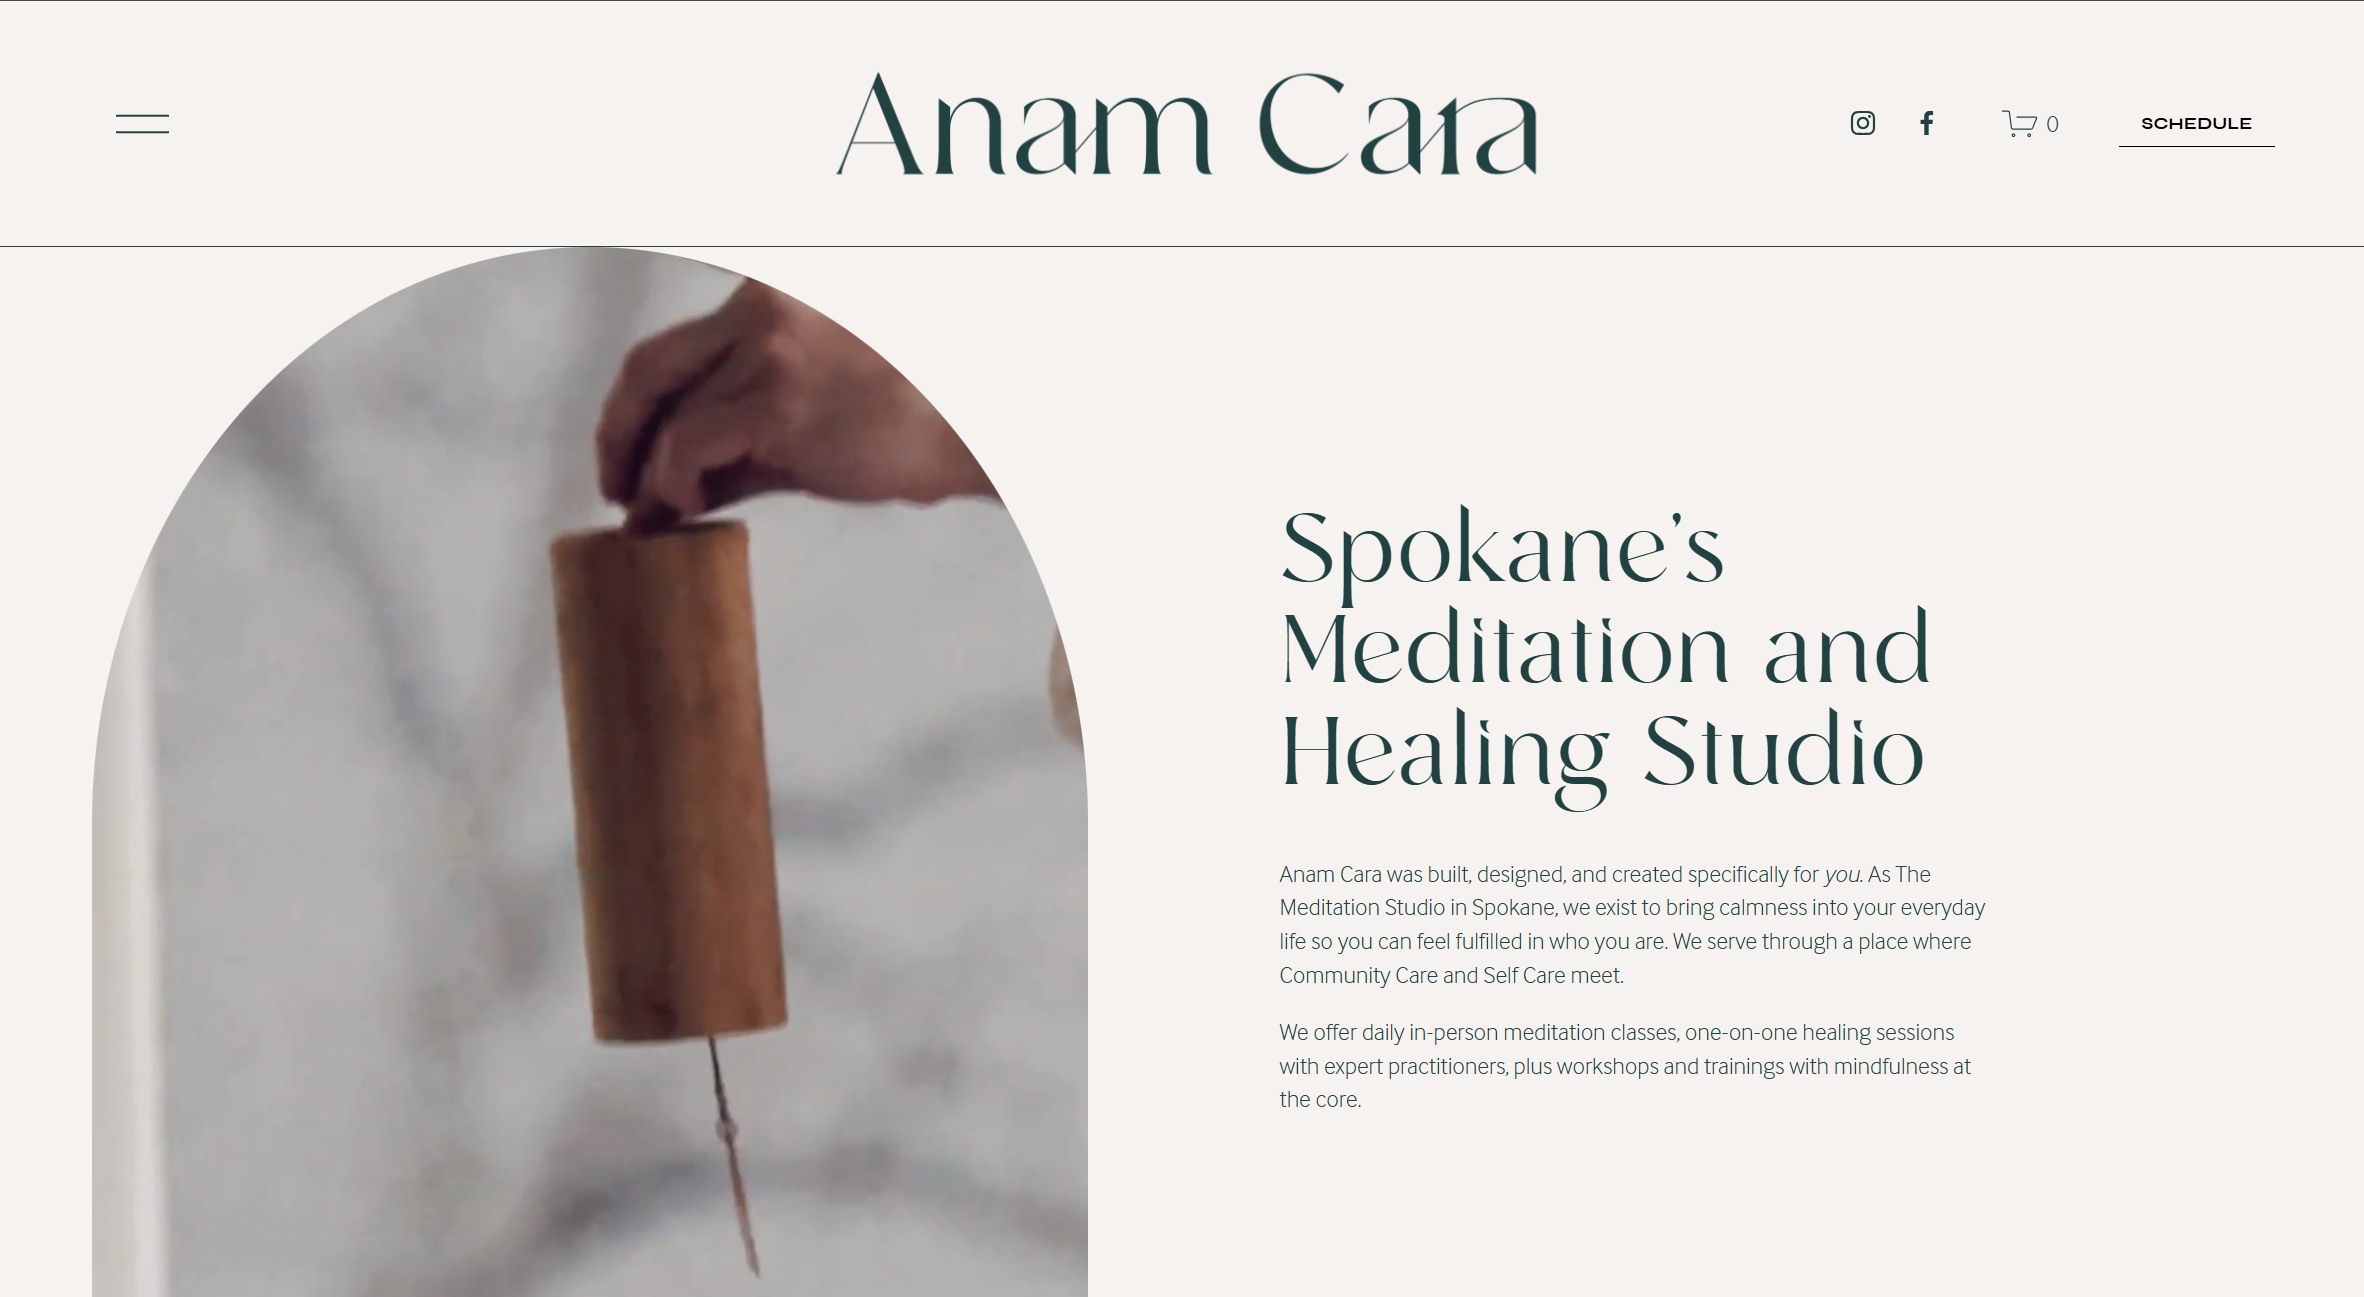 Anam Cara
0
SCHEDULE
Spokane’s
Meditation and
Healing Studio
Anam Cara was built, designed, and created specifically for you. As The
Meditation Studio in Spokane, we exist to bring calmness into your everyday
life so you can feel fulfilled in who you are. We serve through a place where
Community Care and Self Care meet.
We offer daily in-person meditation classes, one-on-one healing sessions
with expert practitioners, plus workshops and trainings with mindfulness at
the core.